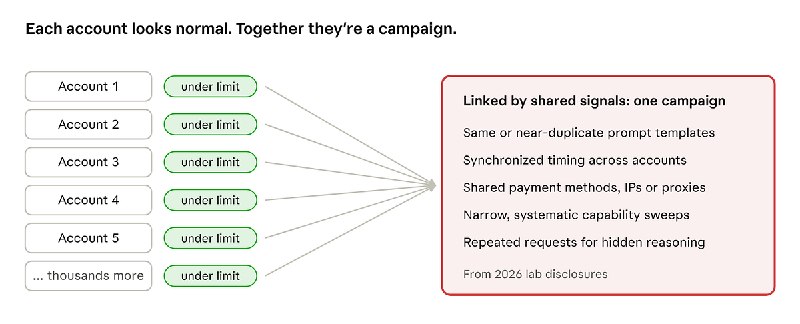 Each account looks normal. Together they’re a campaign.
Account 1
under limit
Account 2
under limit
Account 3
under limit
Account 4
under limit
Account 5
under limit
... thousands more
under limit
Linked by shared signals: one campaign
Same or near-duplicate prompt templates
Synchronized timing across accounts
Shared payment methods, IPs or proxies
Narrow, systematic capability sweeps
Repeated requests for hidden reasoning
From 2026 lab disclosures